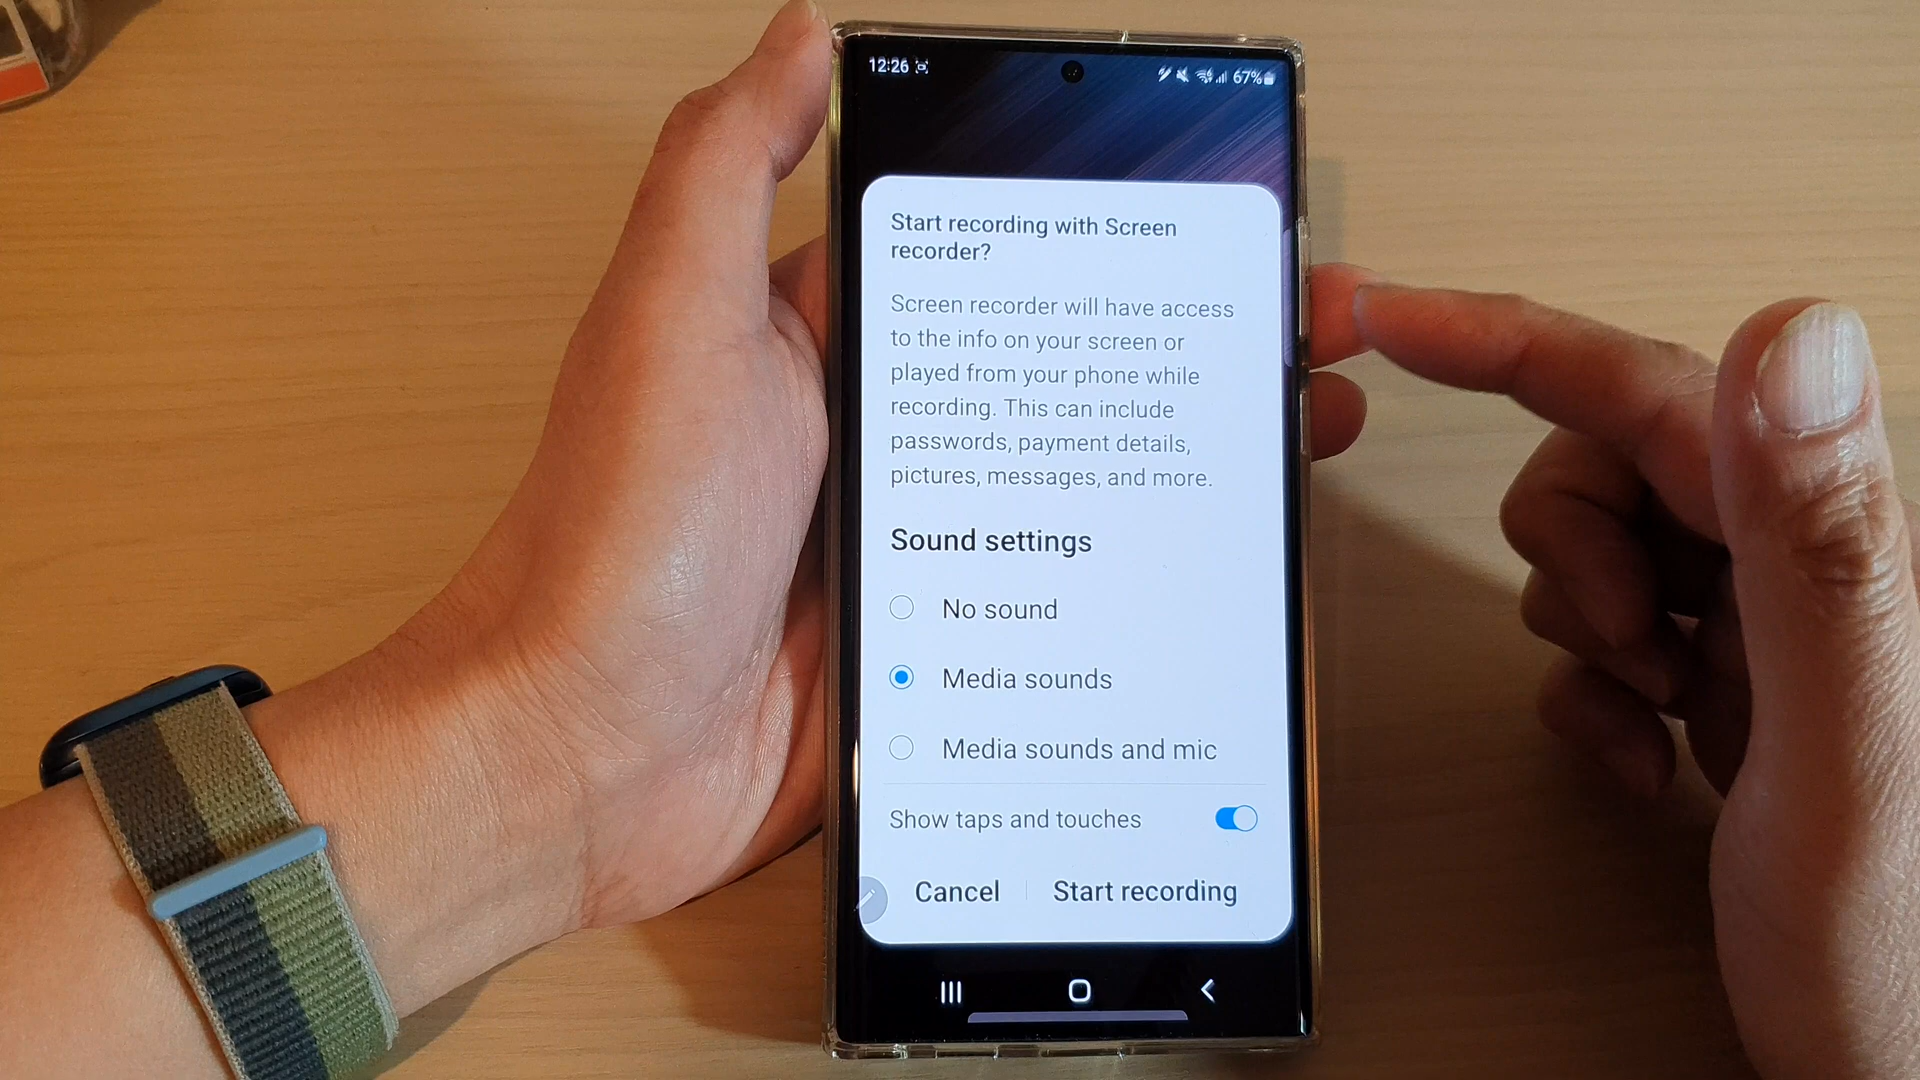 12:26
67%
Start recording with Screen
recorder?
Screen recorder will have access
to the info on your screen or
played from your phone while
recording. This can include
passwords, payment details,
pictures, messages, and more.
Sound settings
No sound
Media sounds
Media sounds and mic
Show taps and touches
Cancel
Start recording